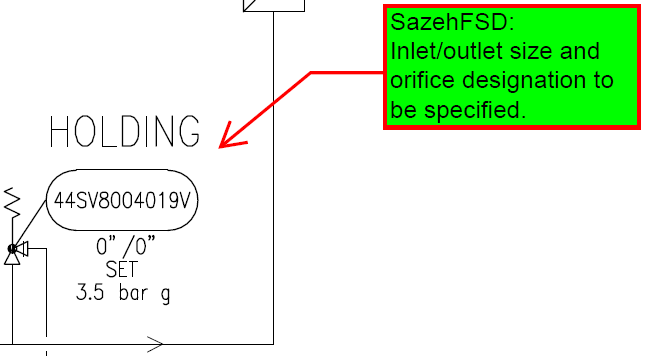 SazehFSD:
Inlet/outlet size and
orifice designation to
be specified.
HOLDING
44SV8004019V
0" /0"
SET
3.5 bar g